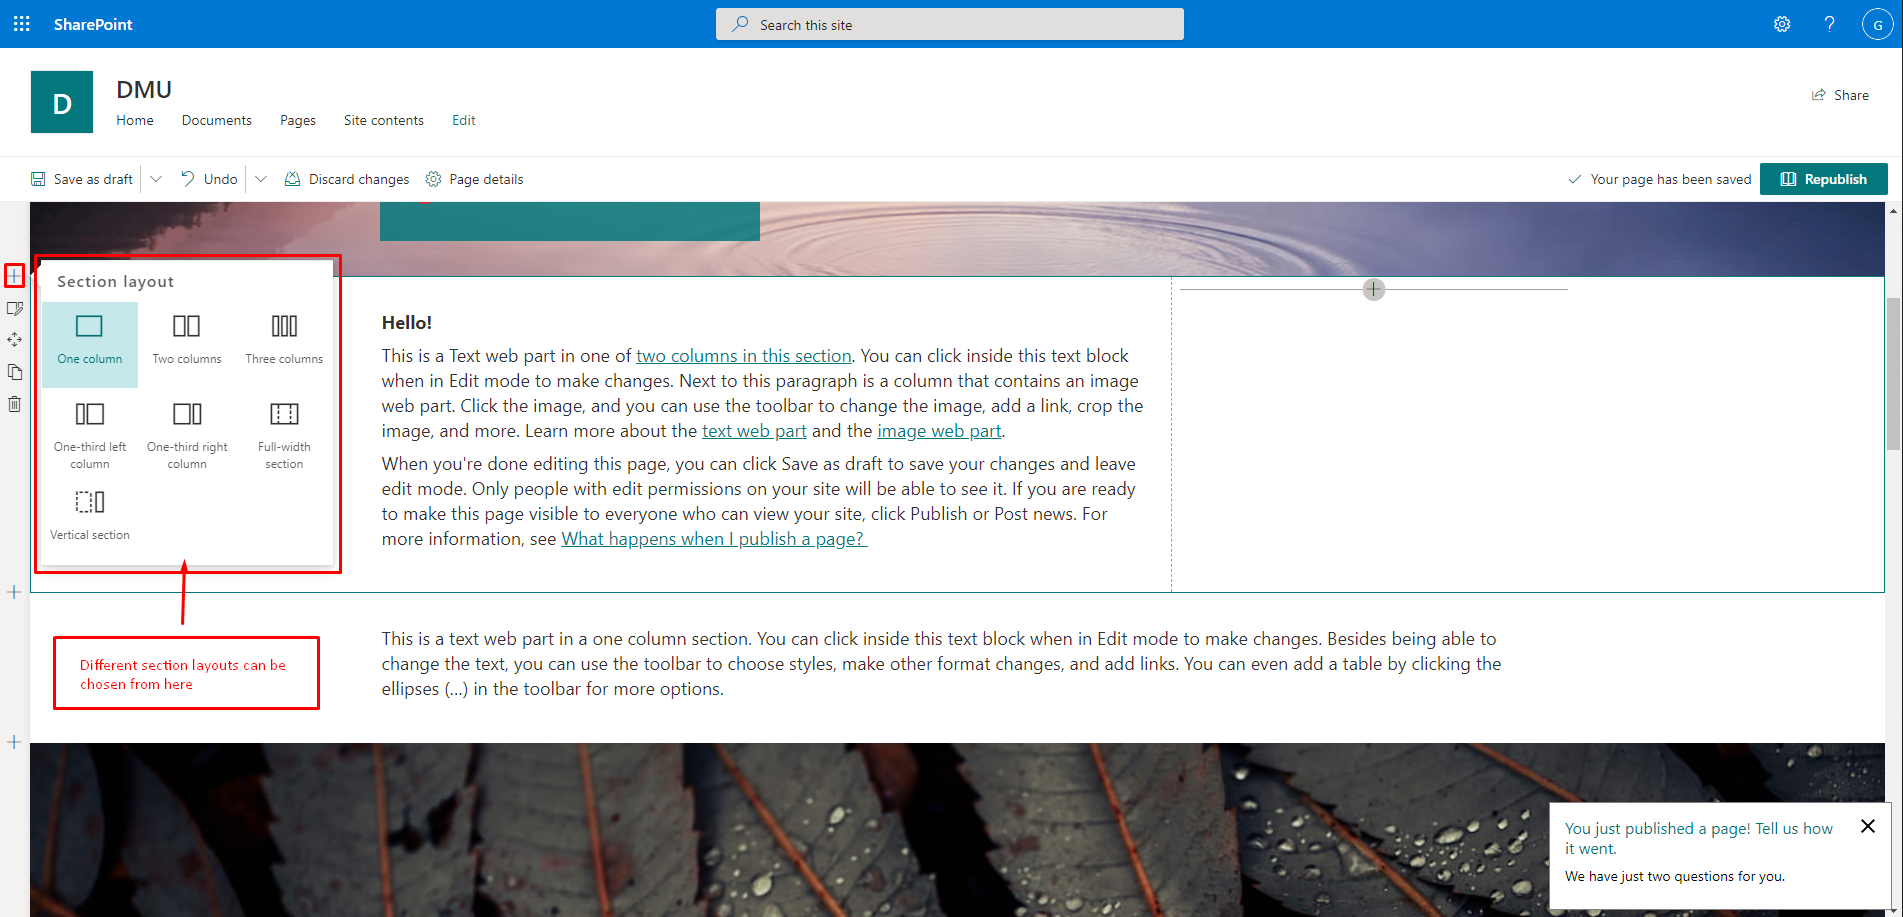 SharePoint
Search this site
?
G
D
DMU
Home Documents Pages Site contents Edit
Share
Save as draft Undo Discard changes Page details
Your page has been saved Republish
Section layout
One column Two columns Three columns
One-third left column One-third right column Full-width section
Vertical section
Different section layouts can be
chosen from here
Hello!
This is a Text web part in one of two columns in this section. You can click inside this text block
when in Edit mode to make changes. Next to this paragraph is a column that contains an image
web part. Click the image, and you can use the toolbar to change the image, add a link, crop the
image, and more. Learn more about the text web part and the image web part.
When you're done editing this page, you can click Save as draft to save your changes and leave
edit mode. Only people with edit permissions on your site will be able to see it. If you are ready
to make this page visible to everyone who can view your site, click Publish or Post news. For
more information, see What happens when I publish a page?
This is a text web part in a one column section. You can click inside this text block when in Edit mode to make changes. Besides being able to
change the text, you can use the toolbar to choose styles, make other format changes, and add links. You can even add a table by clicking the
ellipses (...) in the toolbar for more options.
You just published a page! Tell us how
it went.
We have just two questions for you.